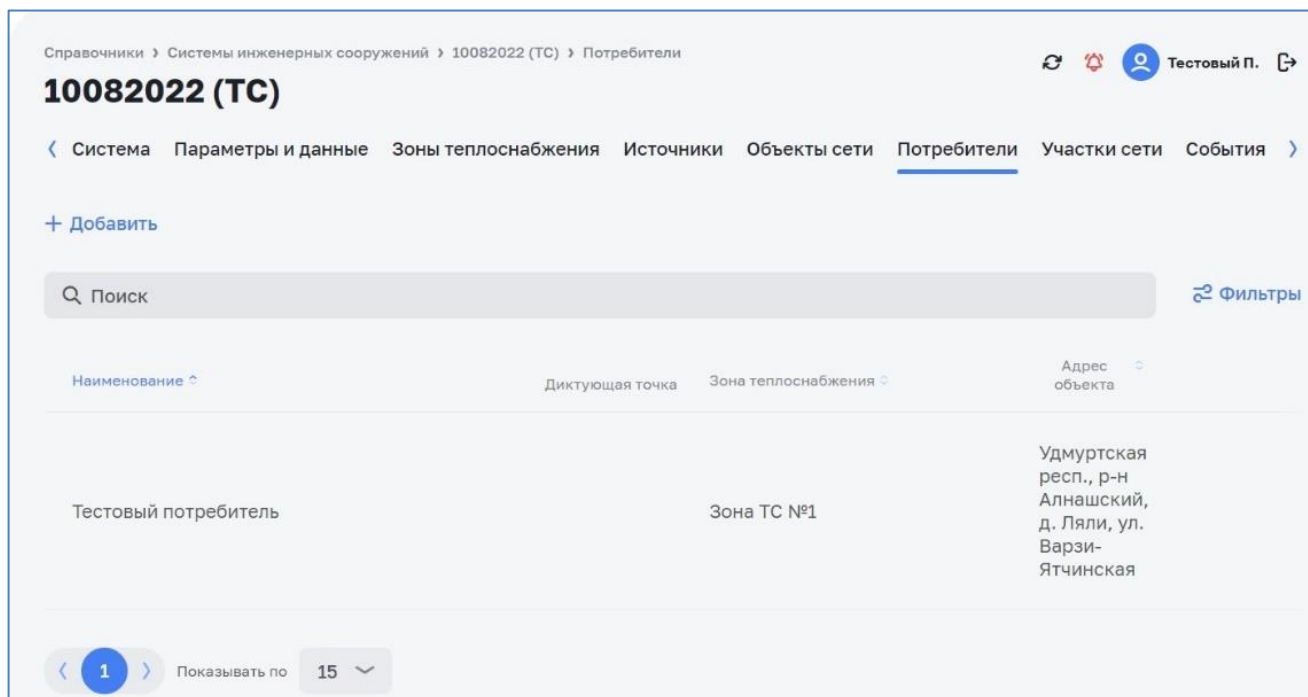 Справочники > Системы инженерных сооружений > 10082022 (ТС) > Потребители
Тестовый П.
10082022 (ТС)
Система Параметры и данные Зоны теплоснабжения Источники Объекты сети Потребители Участки сети События
+ Добавить
Поиск
Фильтры
Наименование Диктующая точка Зона теплоснабжения Адрес
объекта
Тестовый потребитель
Зона ТС №1
Удмуртская
респ., р-н
Алнашский,
д. Ляли, ул.
Варзи-
Ятчинская
1 Показывать по 15